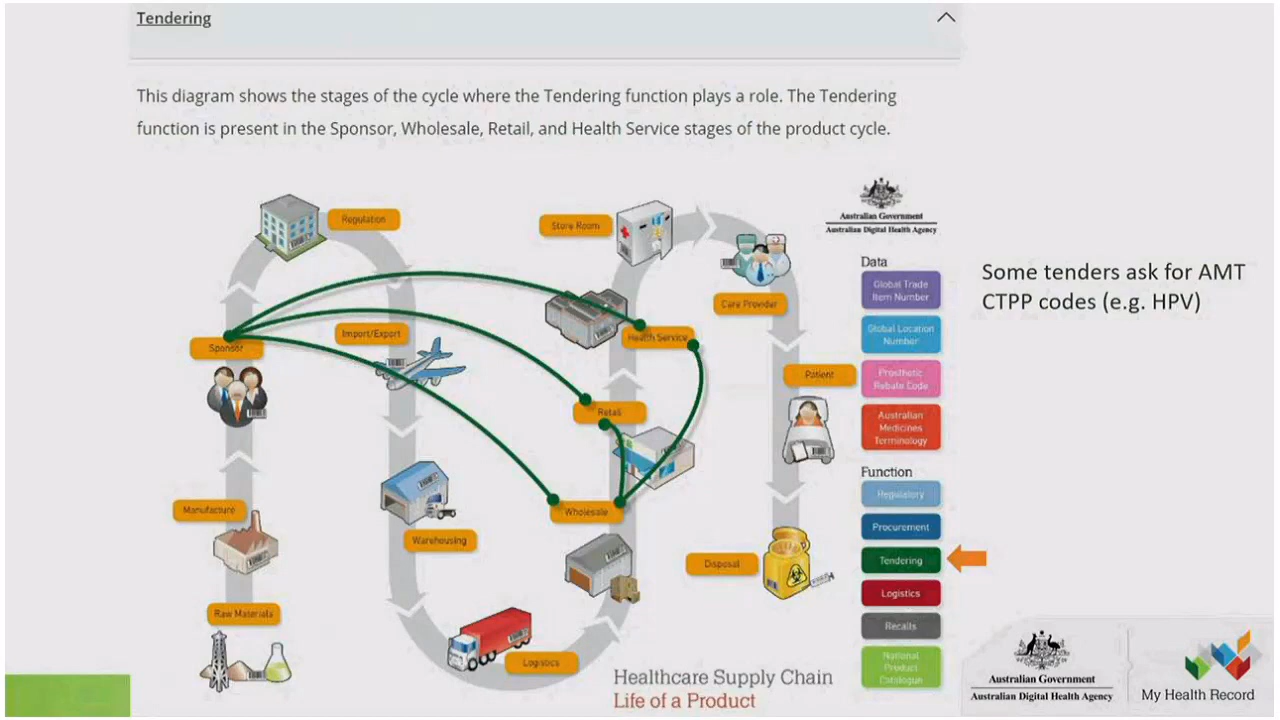 Tendering
This diagram shows the stages of the cycle where the Tendering function plays a role. The Tendering
function is present in the Sponsor, Wholesale, Retail, and Health Service stages of the product cycle.
Regulation
Store Room
Australian Government
Australian Digital Health Agency
Data
Global Trade
Item Number
Some tenders ask for AMT
CTPP codes (e.g. HPV)
Care Provider
Import/Export
Global Location
Number
Health Service
Sponsor
Patient
Prosthetic
Rebate Code
Retail
Australian
Medicines
Terminology
Function
Regulatory
Manufacture
Wholesale
Procurement
Warehousing
Disposal
Tendering
Logistics
Raw Materials
Recalls
Logistics
National
Product
Catalogue
Healthcare Supply Chain
Life of a Product
Australian Government
Australian Digital Health Agency
My Health Record